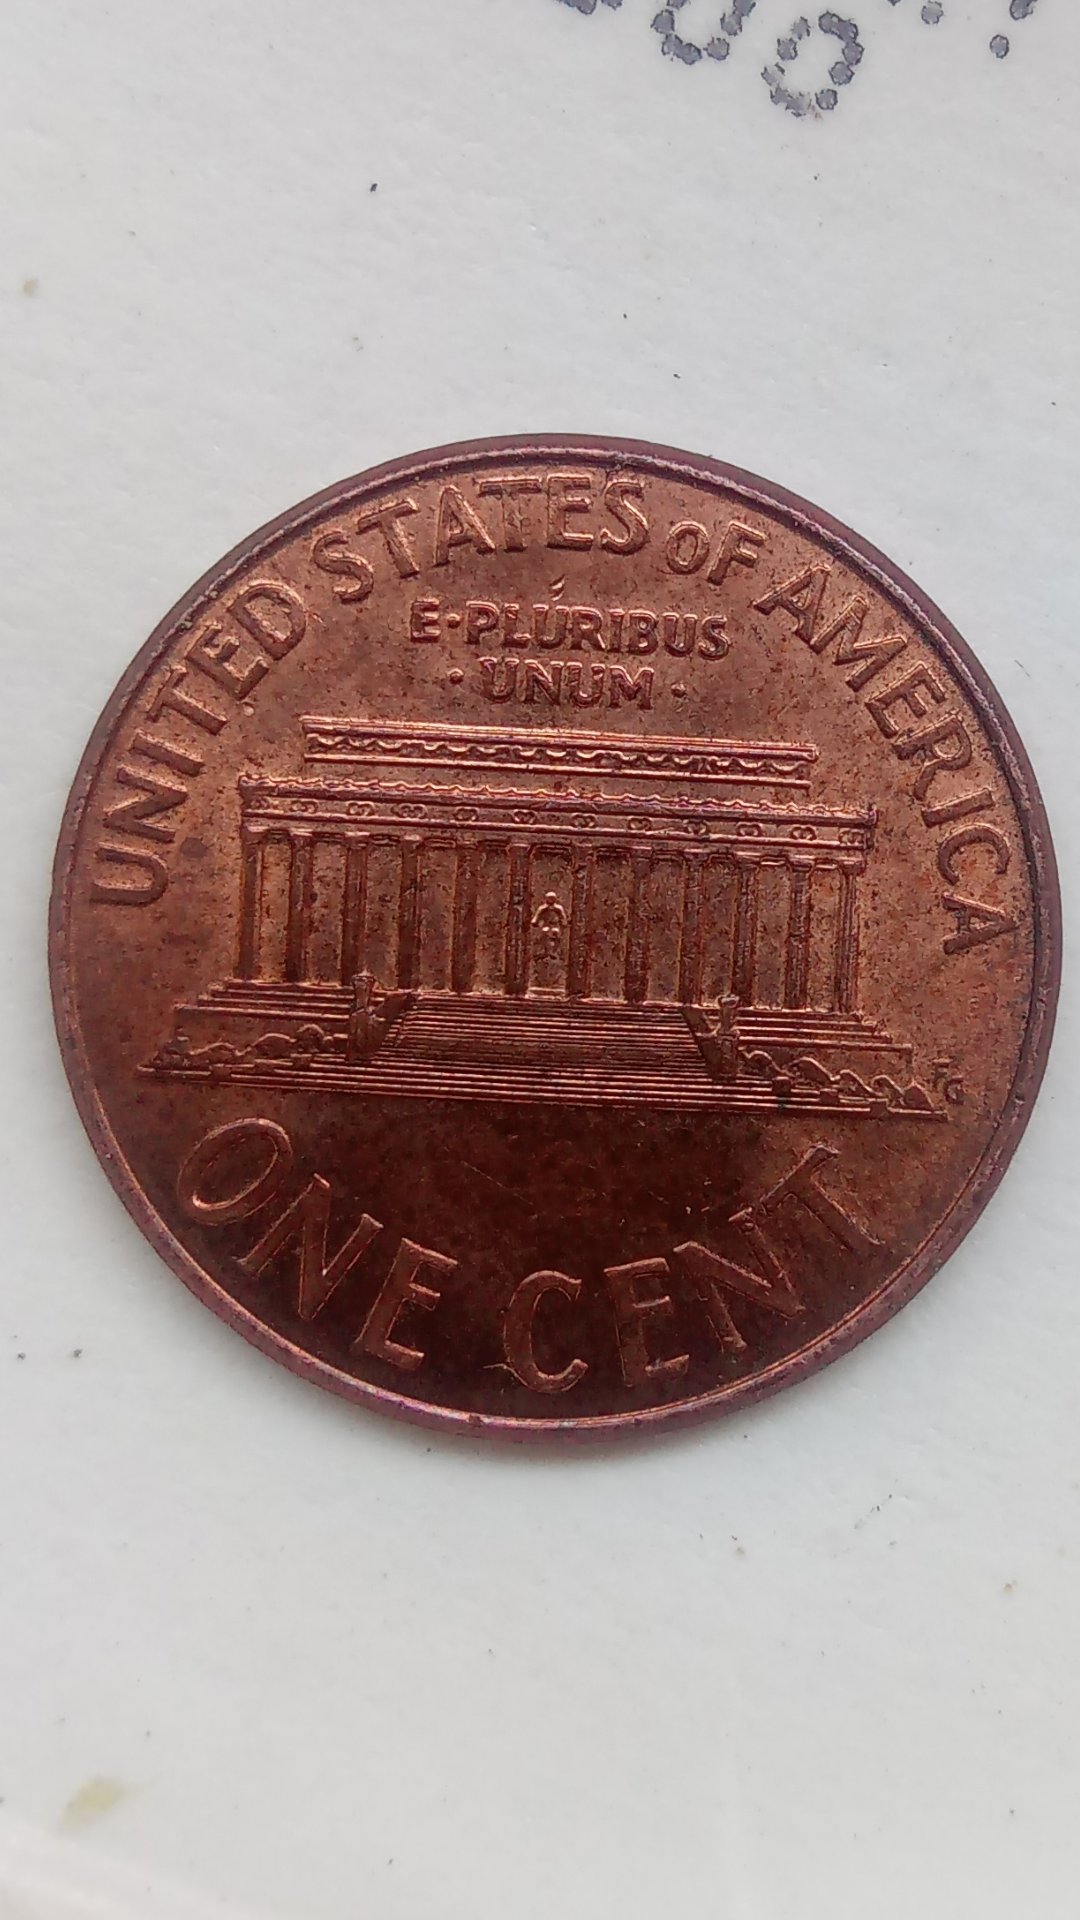 UNITED STATES OF AMERICA
E·PLURIBUS
·UNUM·
FG
ONE CENT